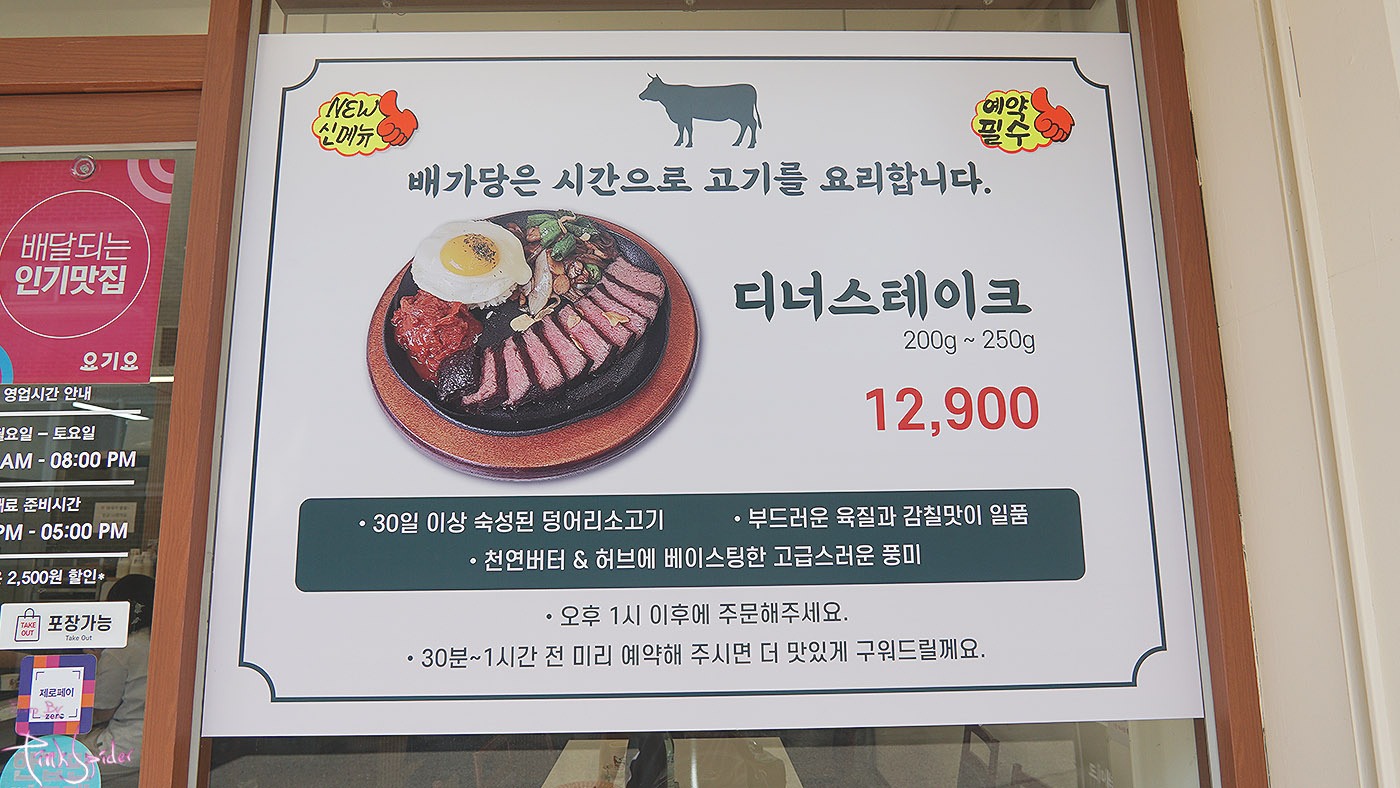 NEW
신메뉴
예약
필수
배가당은 시간으로 고기를 요리합니다.
디너스테이크
200g ~ 250g
12,900
• 30일 이상 숙성된 덩어리소고기
• 부드러운 육질과 감칠맛이 일품
• 천연버터 & 허브에 베이스팅한 고급스러운 풍미
• 오후 1시 이후에 주문해주세요.
• 30분~1시간 전 미리 예약해 주시면 더 맛있게 구워드릴께요.
배달되는
인기맛집
요기요
영업시간 안내
– 토요일
AM - 08:00 PM
준비시간
PM - 05:00 PM
2,500원 할인*
TAKE
OUT
포장가능
Take Out
제로페이
zero
By
PinkSpider